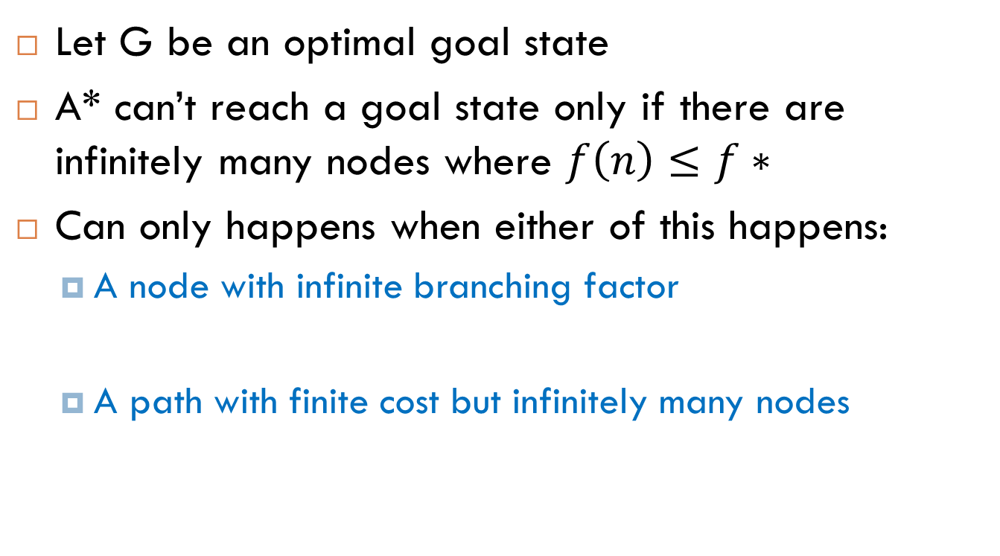 Let G be an optimal goal state
A* can’t reach a goal state only if there are
infinitely many nodes where f(n) ≤ f *
Can only happens when either of this happens:
A node with infinite branching factor
A path with finite cost but infinitely many nodes